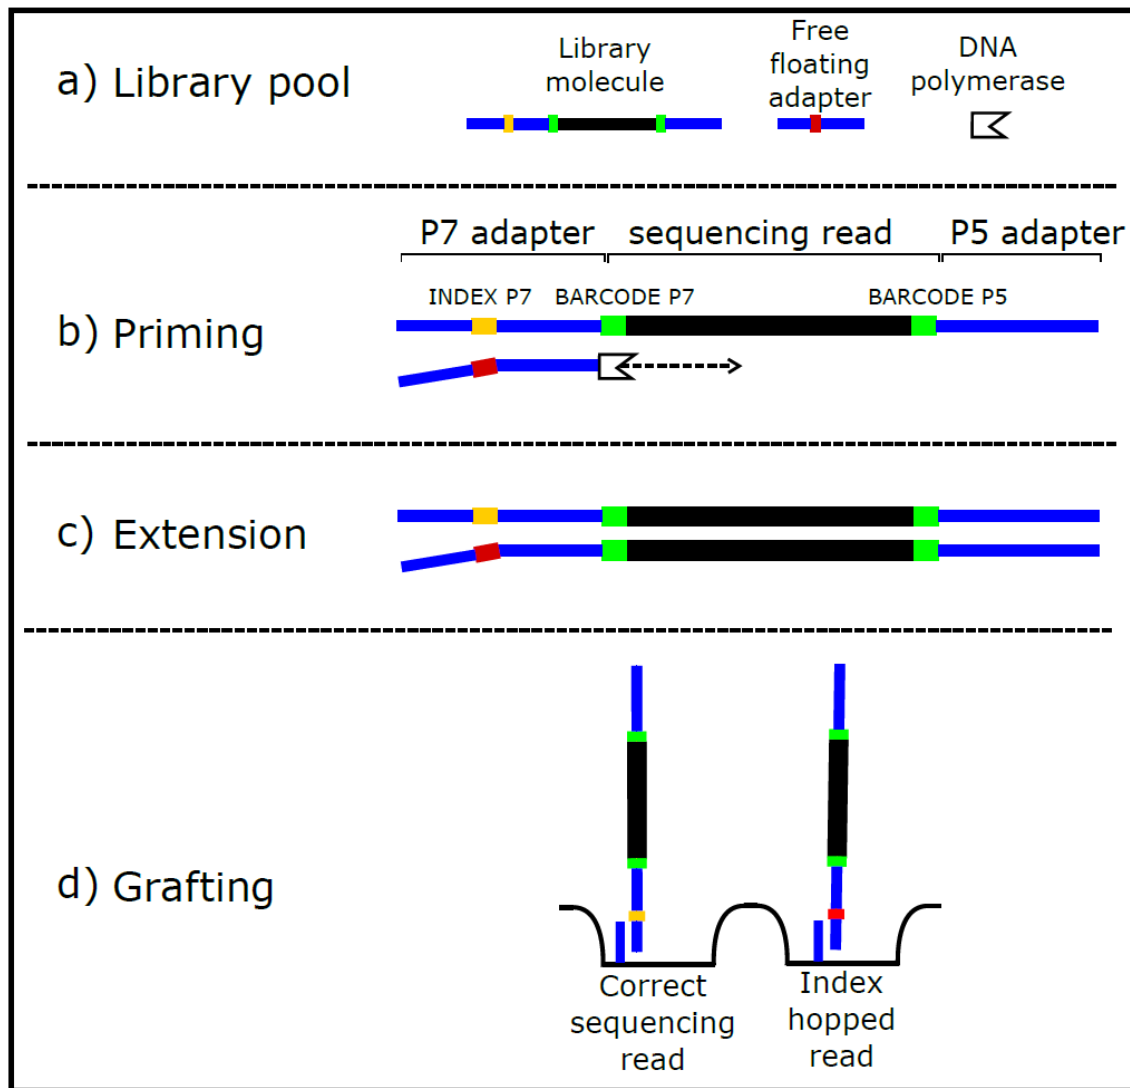 a) Library pool
Library
molecule
Free
floating
adapter
DNA
polymerase
P7 adapter
sequencing read
P5 adapter
INDEX P7
BARCODE P7
BARCODE P5
b) Priming
c) Extension
d) Grafting
Correct
sequencing
read
Index
hopped
read